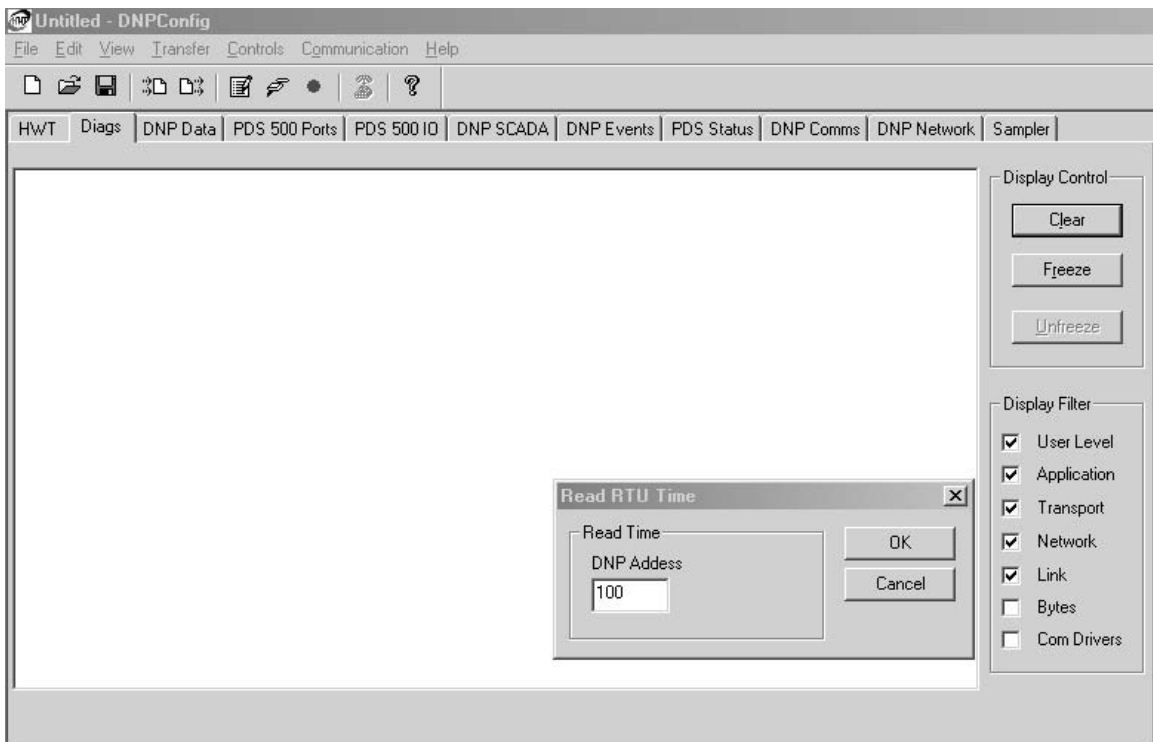 Untitled - DNPConfig
File Edit View Transfer Controls Communication Help
HWT Diags DNP Data PDS 500 Ports PDS 500 IO DNP SCADA DNP Events PDS Status DNP Comms DNP Network Sampler
Display Control
Clear
Freeze
Unfreeze
Display Filter
User Level
Application
Transport
Network
Link
Bytes
Com Drivers
Read RTU Time
Read Time
DNP Addess
100
OK
Cancel